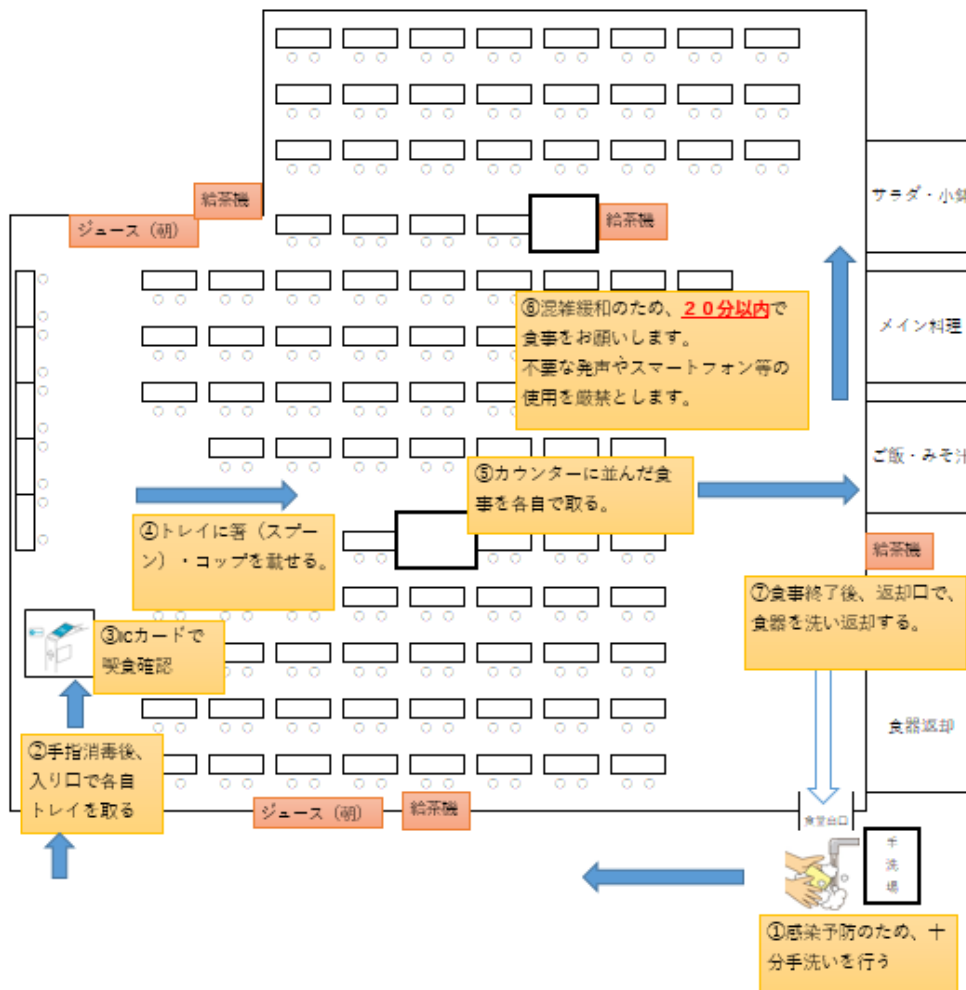 給茶機
サラダ・小鉢
ジュース（朝）
給茶機
⑥混雑緩和のため、２０分以内で
食事をお願いします。
不要な発声やスマートフォン等の
使用を厳禁とします。
メイン料理
ご飯・みそ汁
⑤カウンターに並んだ食
事を各自で取る。
④トレイに箸（スプー
ン）・コップを載せる。
給茶機
⑦食事終了後、返却口で、
食器を洗い返却する。
③ICカードで
喫食確認
食器返却
②手指消毒後、
入り口で各自
トレイを取る
ジュース（朝）
給茶機
食堂出口
手
洗
場
①感染予防のため、十
分手洗いを行う